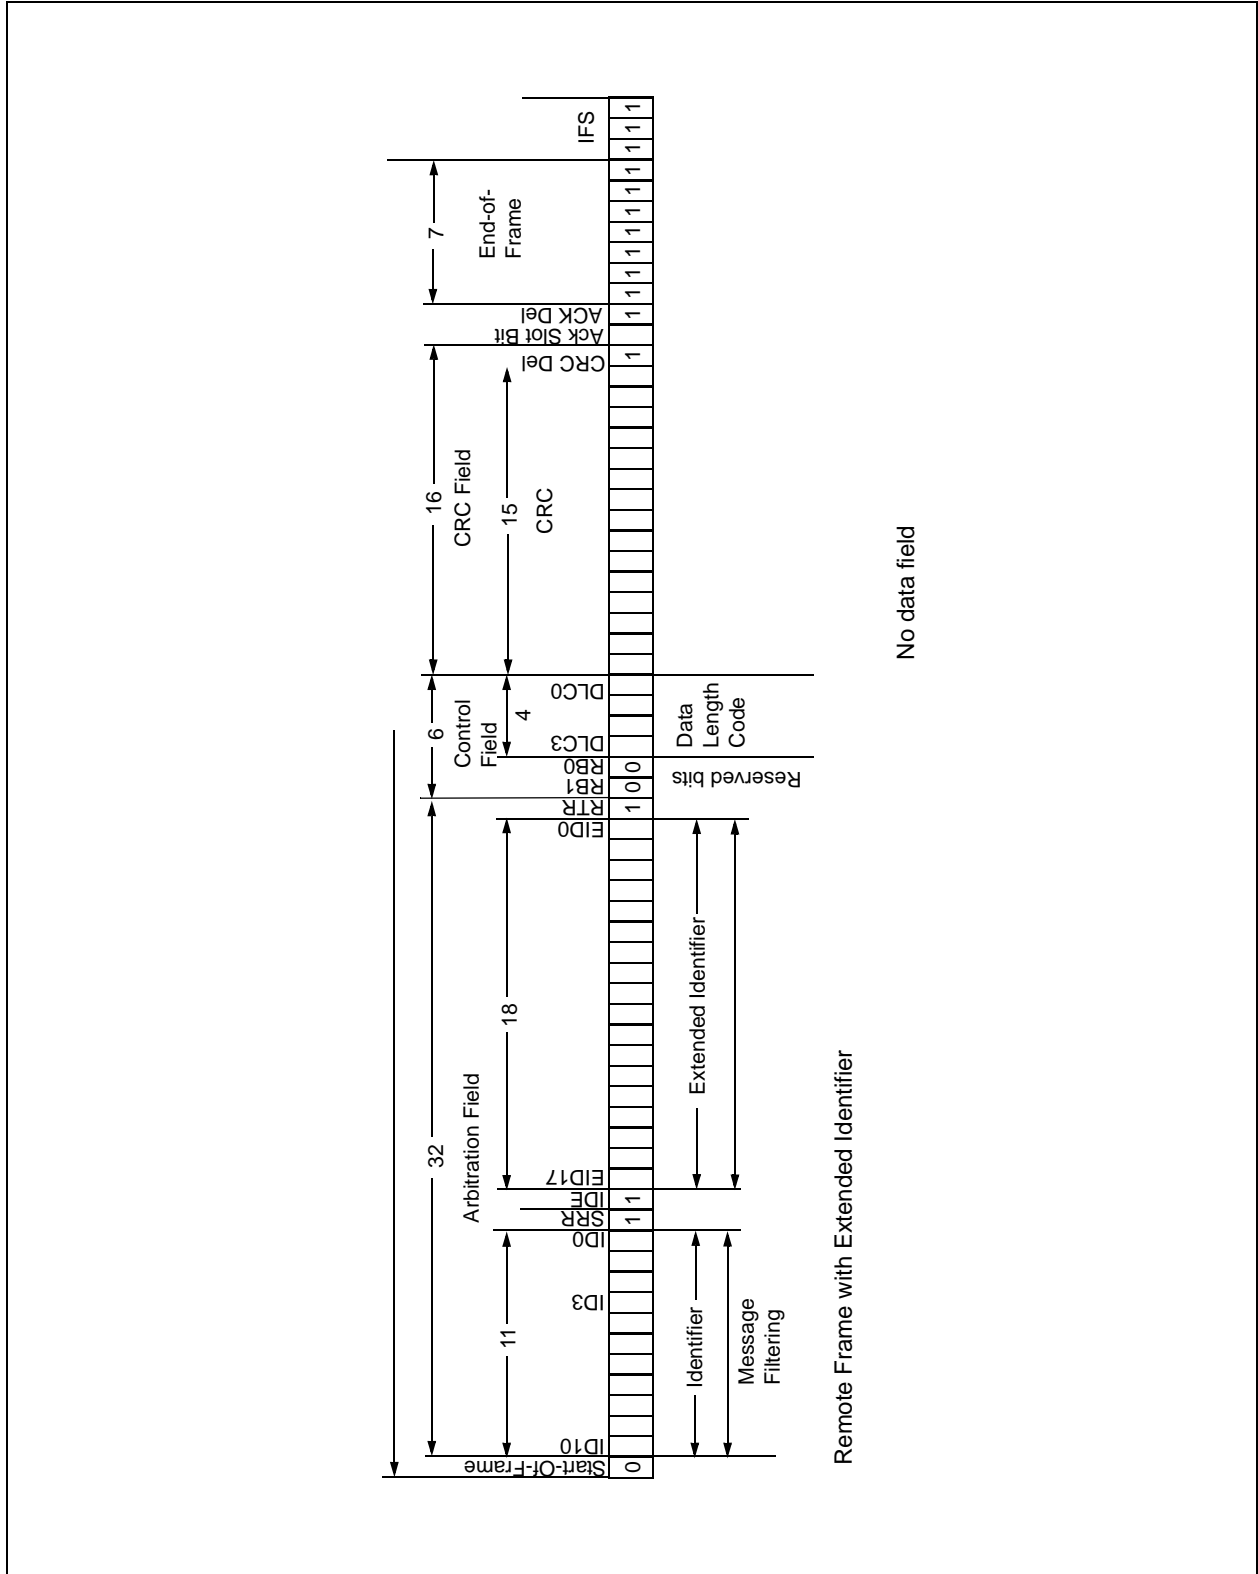 32
Arbitration Field
11
18
6
Control
Field
4
16
CRC Field
15
CRC
7
End-of-
Frame
IFS
Start-Of-Frame
ID10
ID3
ID0
SRR
IDE
EID17
EID0
RTR
RB1
RB0
DLC3
DLC0
CRC Del
Ack Slot Bit
ACK Del
0
1
1
1
0
0
1
1
1
1
1
1
1
1
1
1
1
1
Identifier
Message
Filtering
Extended Identifier
Reserved bits
Data
Length
Code
Remote Frame with Extended Identifier
No data field